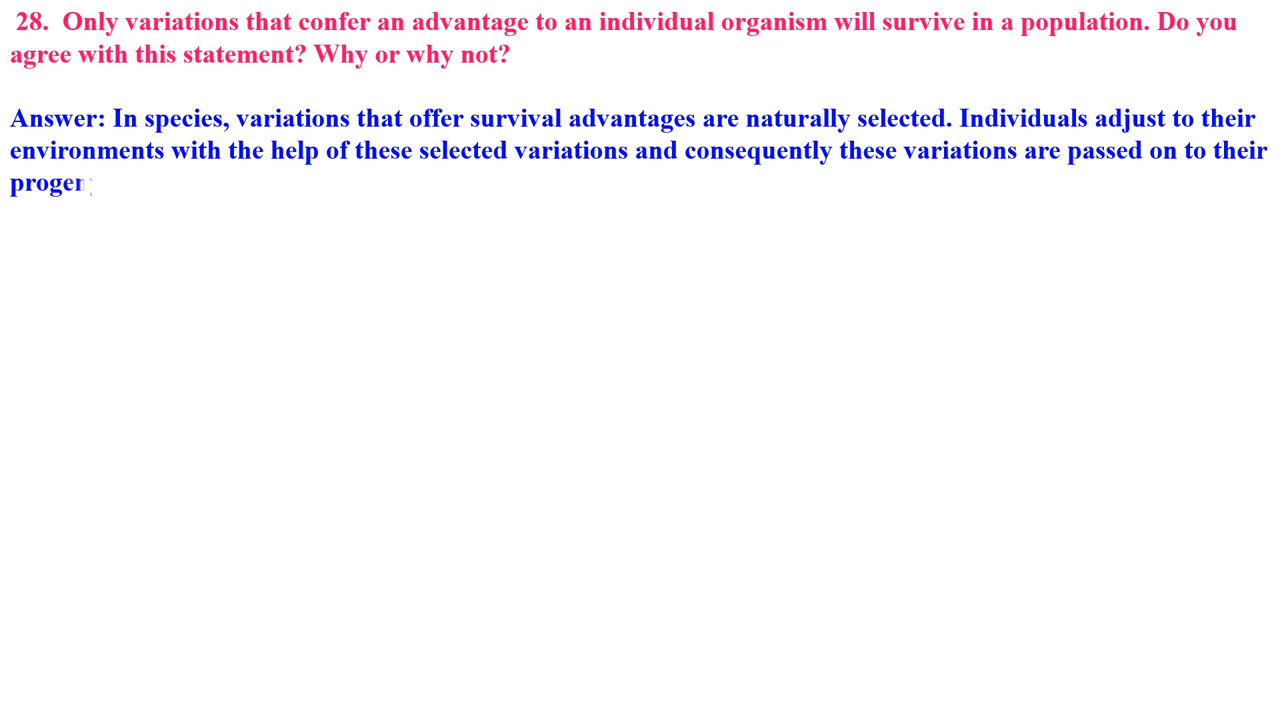 28. Only variations that confer an advantage to an individual organism will survive in a population. Do you
agree with this statement? Why or why not?
Answer: In species, variations that offer survival advantages are naturally selected. Individuals adjust to their
environments with the help of these selected variations and consequently these variations are passed on to their
progeny